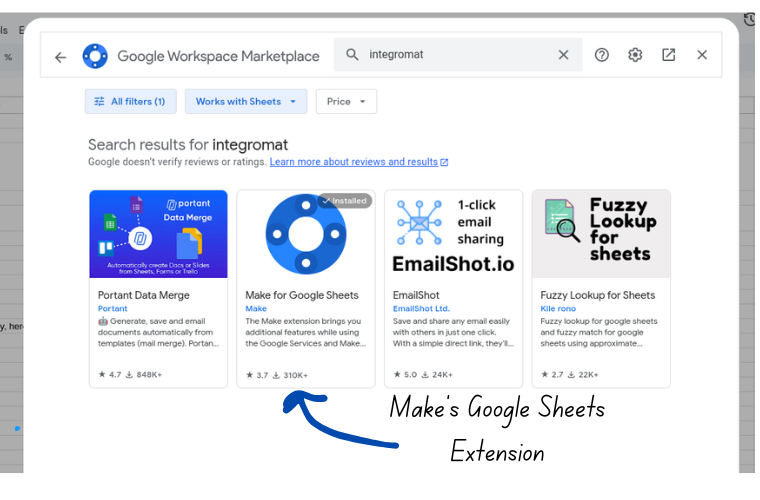 ls
%
Google Workspace Marketplace
integromat
All filters (1)
Works with Sheets
Price
Search results for integromat
Google doesn't verify reviews or ratings. Learn more about reviews and results
portant
Data Merge
Automatically create Docs or Slides
from Sheets, Forms or Trello
Portant Data Merge
Portant
🤖 Generate, save and email
documents automatically from
templates (mail merge). Portan...
★ 4.7 848K+
Installed
Make for Google Sheets
Make
The Make extension brings you
additional features while using
the Google Services and Make...
★ 3.7 310K+
1-click
email
sharing
EmailShot.io
EmailShot
EmailShot Ltd.
Save and share any email easily
with others in just one click.
With a simple direct link, they'll...
★ 5.0 24K+
Fuzzy
Lookup
for
sheets
Fuzzy Lookup for Sheets
Kile rono
Fuzzy lookup for google sheets
and fuzzy match for google
sheets using approximate...
★ 2.7 22K+
y, her
Make's Google Sheets
Extension